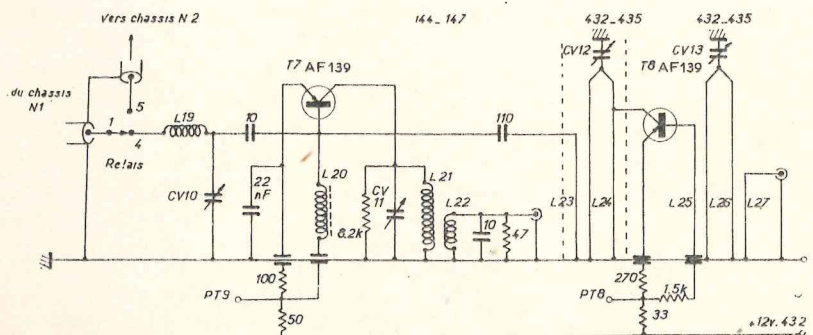 Vers chassis N 2
144_147
432_435
432_435
CV12
CV13
T7 AF139
T8 AF139
du chassis
N1
5
1
4
L19
10
110
Relais
CV10
22
nF
L20
8.2k
CV
11
L21
L22
10
47
L23
L24
L25
L26
L27
100
PT9
50
270
1.5k
PT8
33
+12v. 432